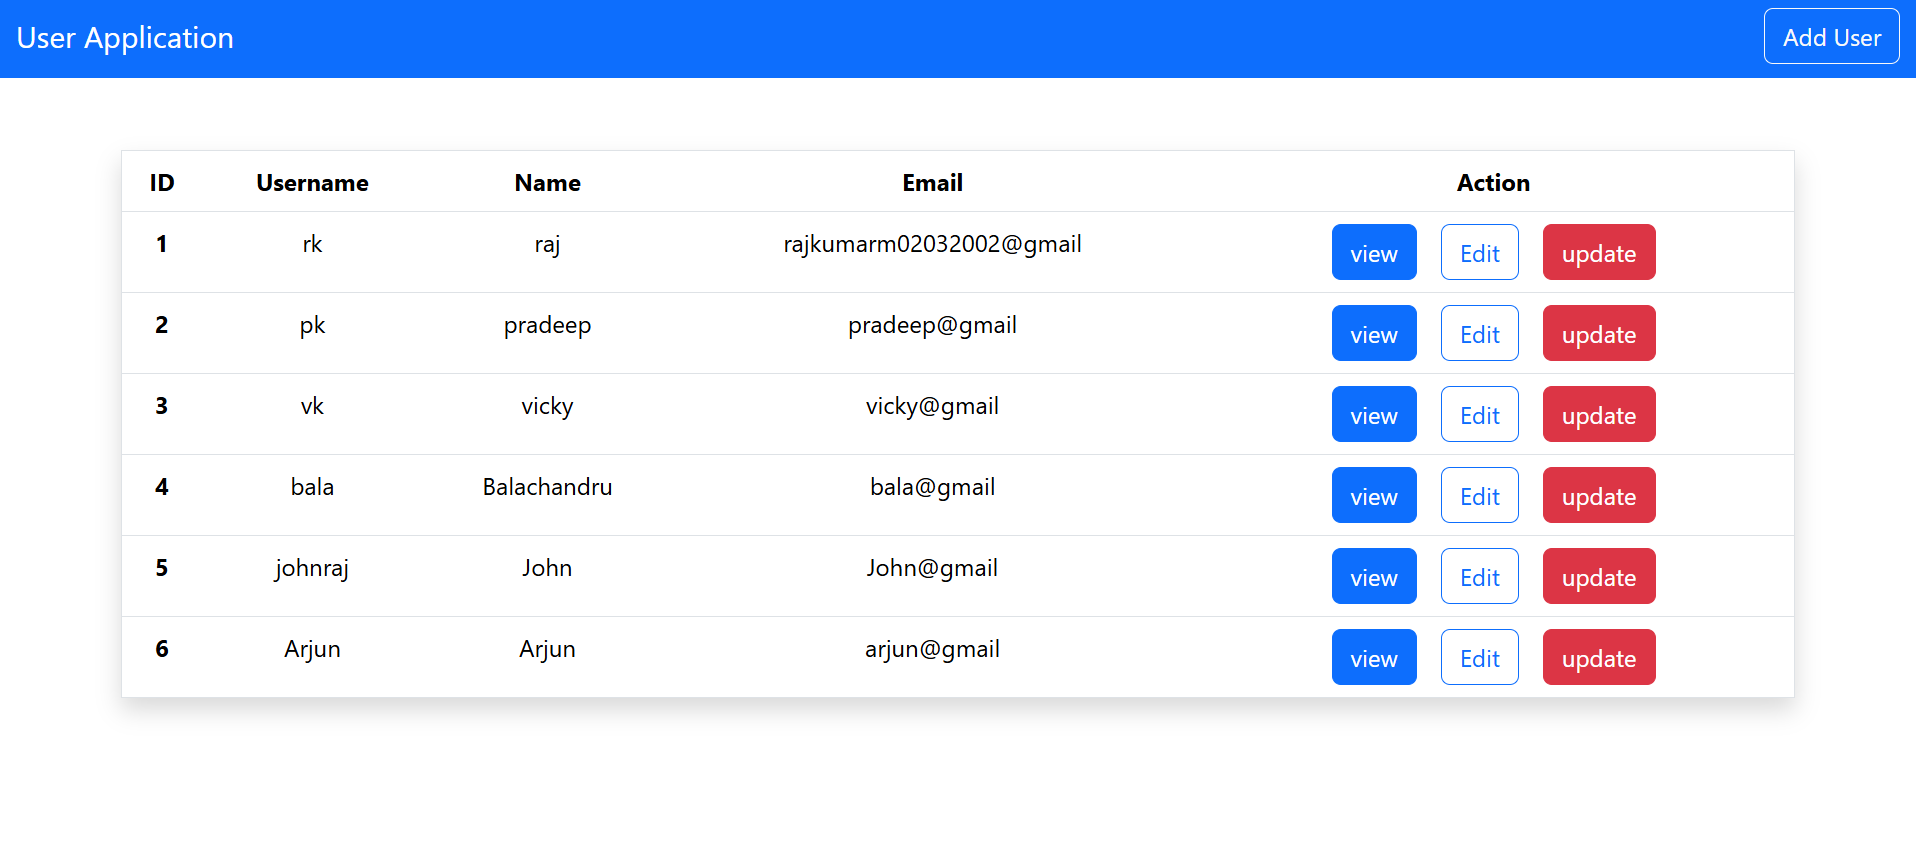 User Application Add User
ID Username Name Email Action
1 rk raj rajkumarm02032002@gmail view Edit update
2 pk pradeep pradeep@gmail view Edit update
3 vk vicky vicky@gmail view Edit update
4 bala Balachandru bala@gmail view Edit update
5 johnraj John John@gmail view Edit update
6 Arjun Arjun arjun@gmail view Edit update